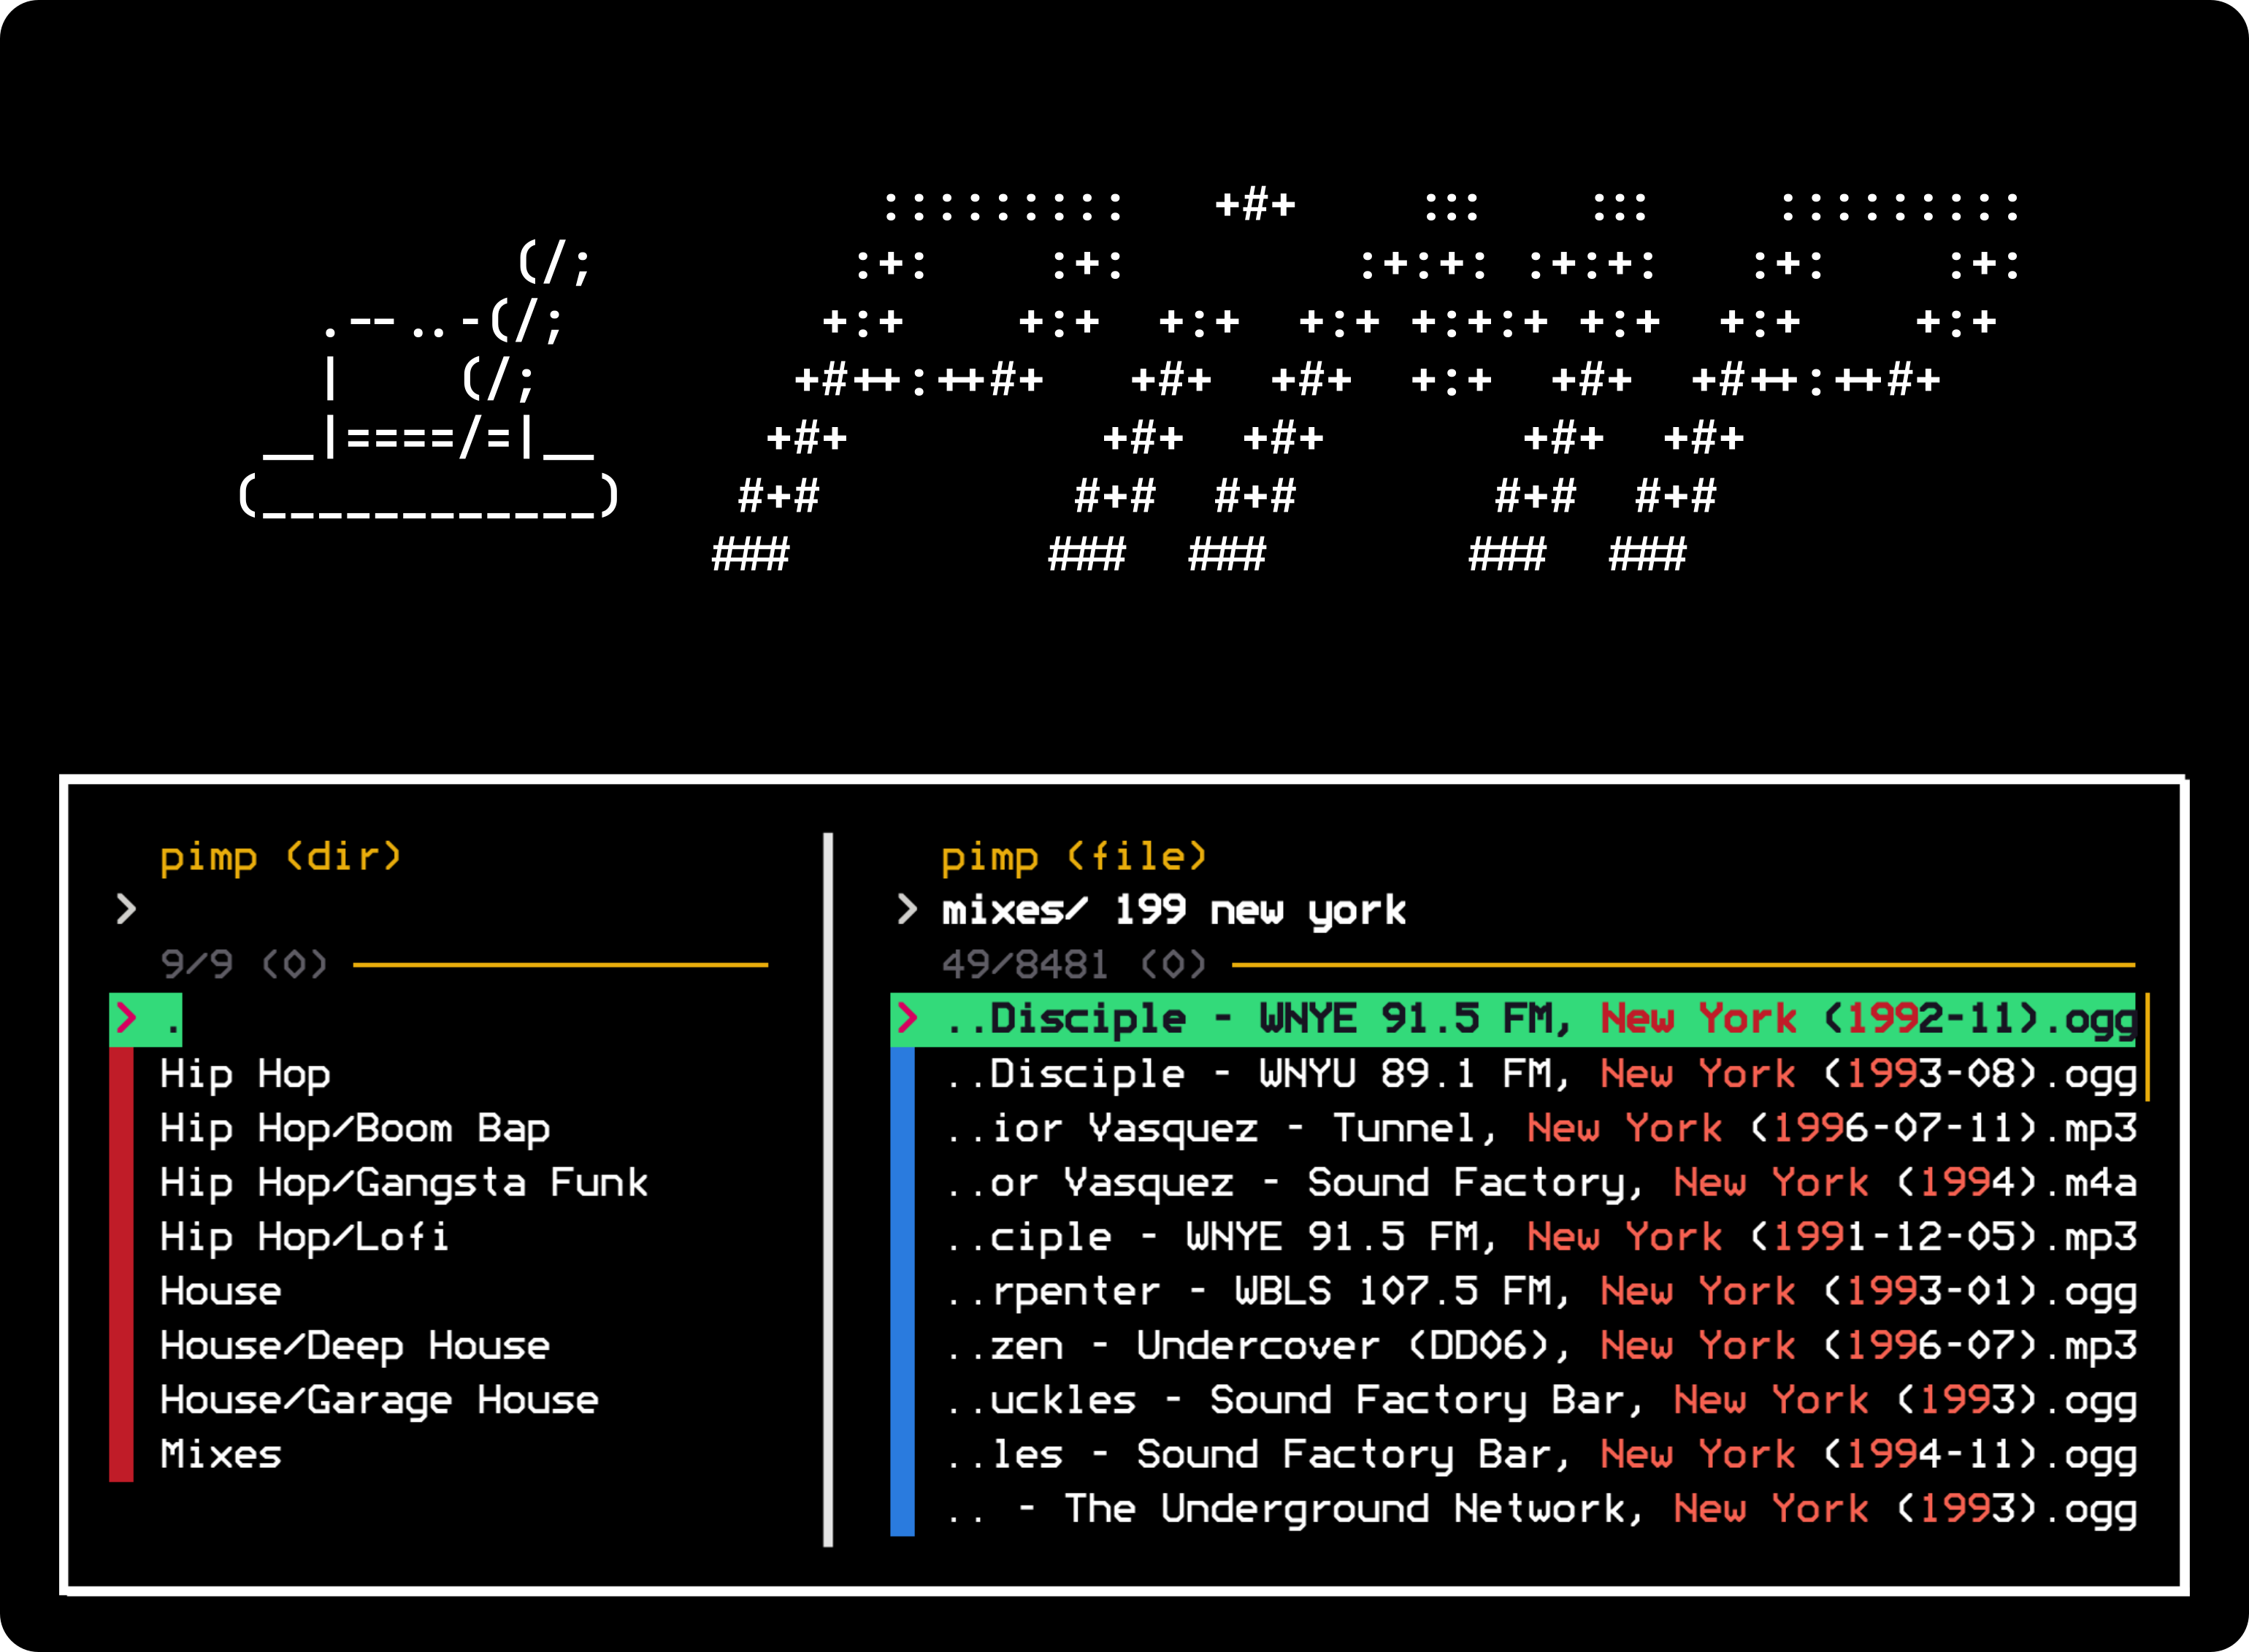 :::::::::   +#+     :::    :::     :::::::::
             (/;         :+:    :+:        :+:+: :+:+:   :+:    :+:
      .--..-(/;         +:+    +:+  +:+  +:+ +:+:+ +:+  +:+    +:+
      |    (/;         +#++:++#+   +#+  +#+  +:+  +#+  +#++:++#+
    __|====/=|__      +#+         +#+  +#+       +#+  +#+
   (____________)    #+#         #+#  #+#       #+#  #+#
                    ###         ###  ###       ###  ###
pimp (dir)
>
9/9 (0)
> .
Hip Hop
Hip Hop/Boom Bap
Hip Hop/Gangsta Funk
Hip Hop/Lofi
House
House/Deep House
House/Garage House
Mixes
pimp (file)
> mixes/ 199 new york
49/8481 (0)
> ..Disciple - WNYE 91.5 FM, New York (1992-11).ogg
..Disciple - WNYU 89.1 FM, New York (1993-08).ogg
..ior Vasquez - Tunnel, New York (1996-07-11).mp3
..or Vasquez - Sound Factory, New York (1994).m4a
..ciple - WNYE 91.5 FM, New York (1991-12-05).mp3
..rpenter - WBLS 107.5 FM, New York (1993-01).ogg
..zen - Undercover (DD06), New York (1996-07).mp3
..uckles - Sound Factory Bar, New York (1993).ogg
..les - Sound Factory Bar, New York (1994-11).ogg
.. - The Underground Network, New York (1993).ogg